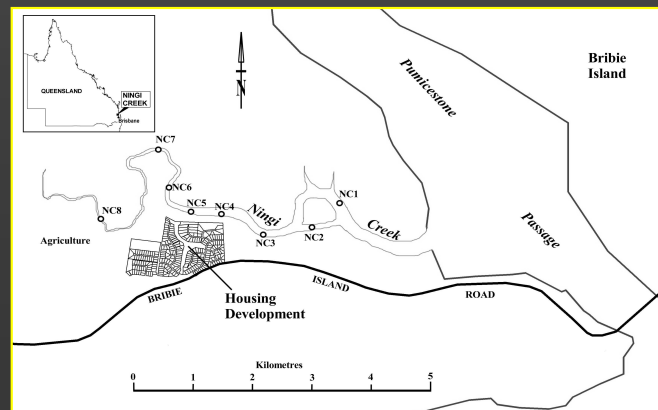 QUEENSLAND
NINGI
CREEK
Brisbane
N
Pumicestone
Passage
Bribie
Island
NC7
NC6
NC5
NC4
NC8
NC1
NC2
NC3
Ningi
Creek
Agriculture
BRIBIE
ISLAND
ROAD
Housing
Development
Kilometres
0 1 2 3 4 5